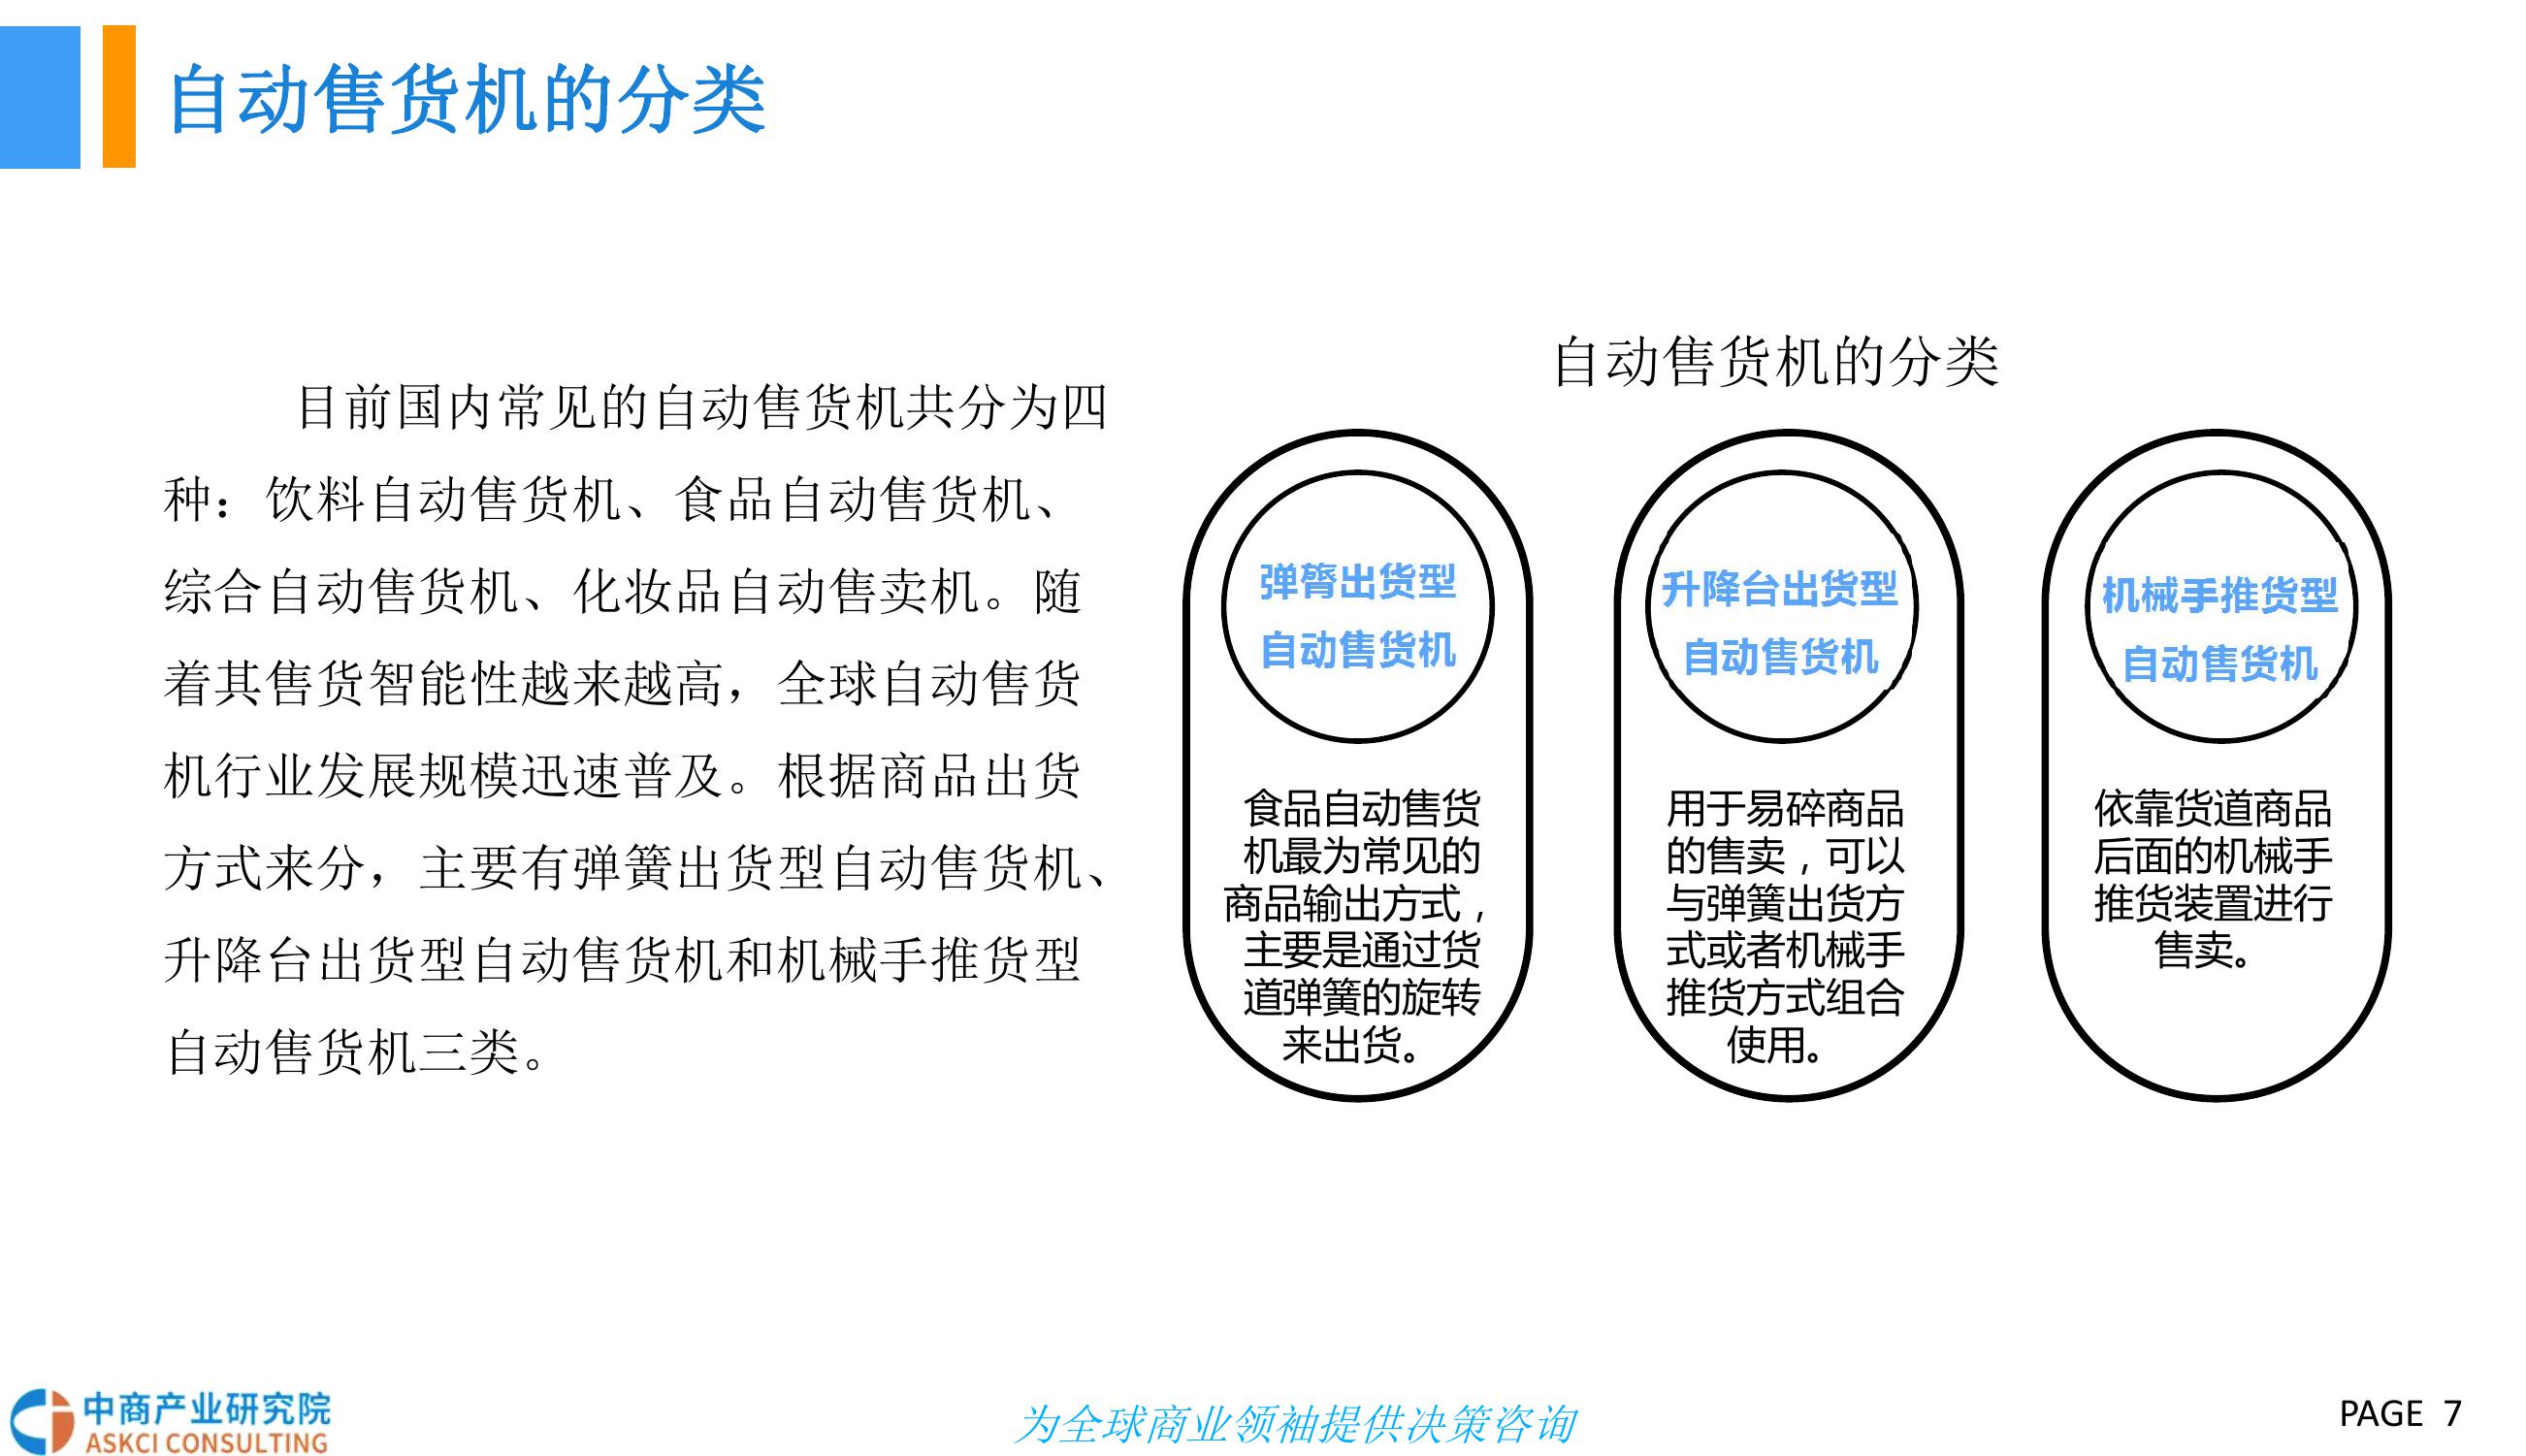 自动售货机的分类
目前国内常见的自动售货机共分为四
种：饮料自动售货机、食品自动售货机、
综合自动售货机、化妆品自动售卖机。随
着其售货智能性越来越高，全球自动售货
机行业发展规模迅速普及。根据商品出货
方式来分，主要有弹簧出货型自动售货机、
升降台出货型自动售货机和机械手推货型
自动售货机三类。
自动售货机的分类
弹膂出货型
自动售货机
食品自动售货
机最为常见的
商品输出方式，
主要是通过货
道弹簧的旋转
来出货。
升降台出货型
自动售货机
用于易碎商品
的售卖，可以
与弹簧出货方
式或者机械手
推货方式组合
使用。
机械手推货型
自动售货机
依靠货道商品
后面的机械手
推货装置进行
售卖。
中商产业研究院
ASKCI CONSULTING
为全球商业领袖提供决策咨询
PAGE 7